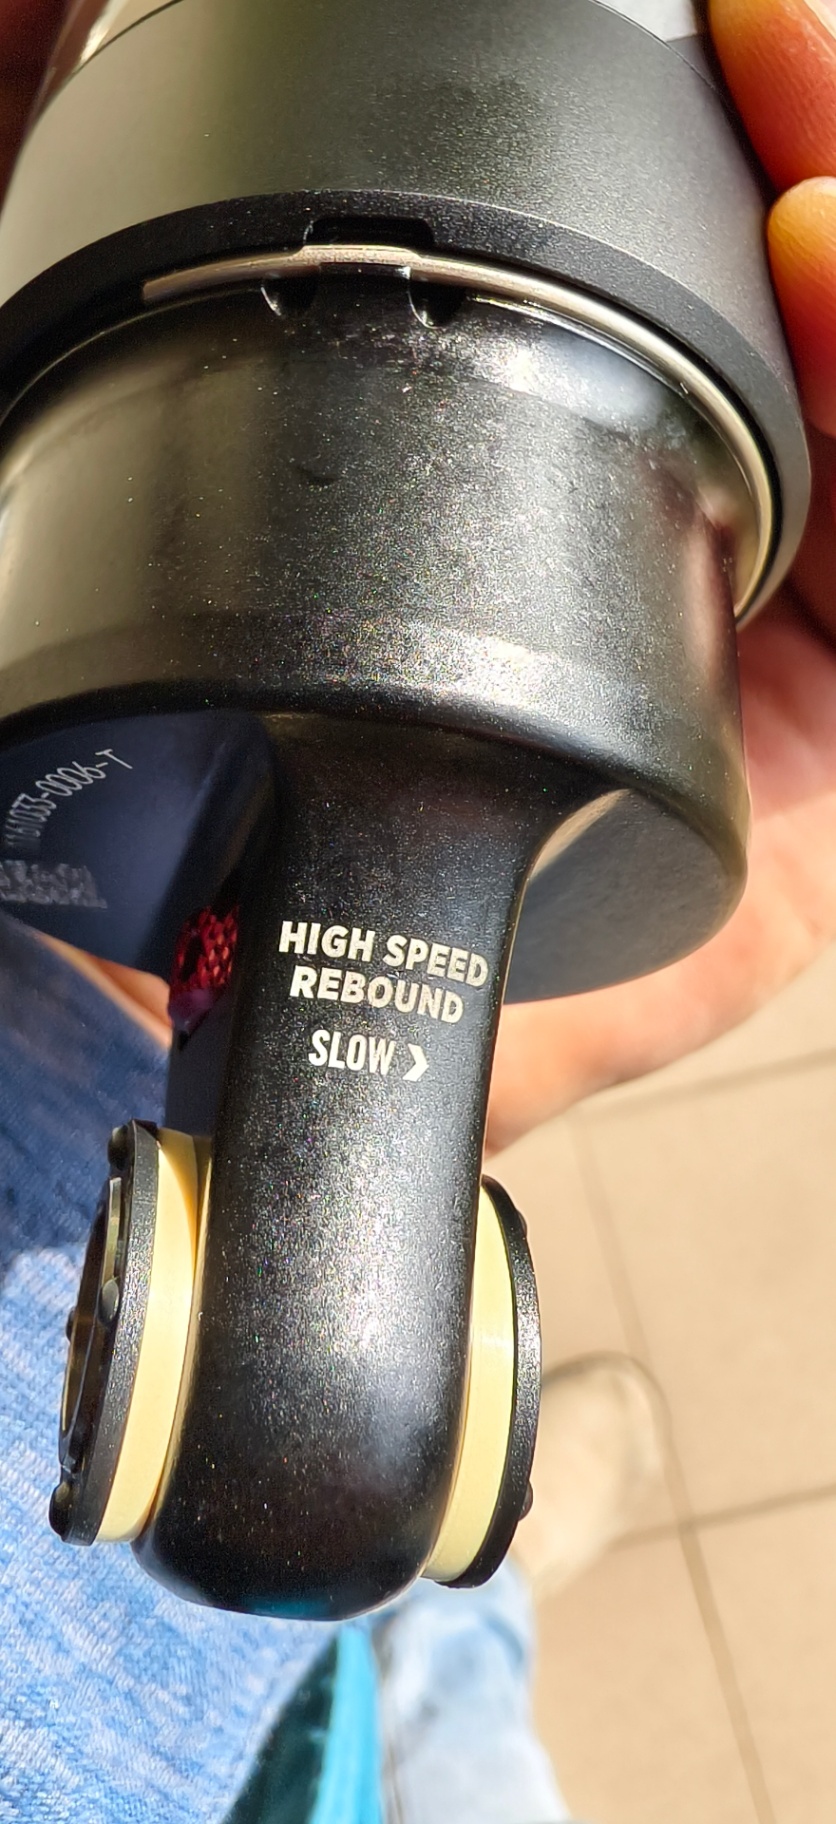 HIGH SPEED
REBOUND
SLOW ❯